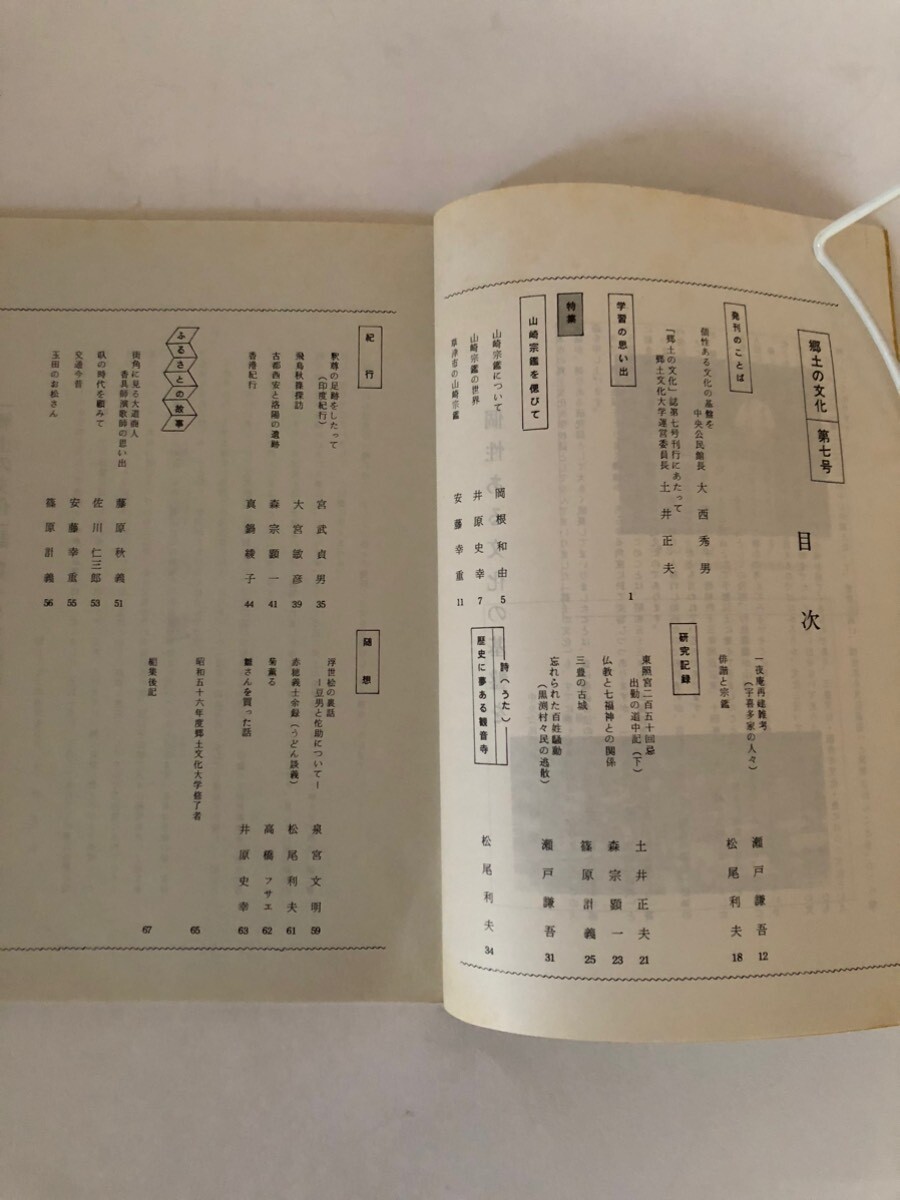 郷土の文化 第七号
目次
発刊のことば
個性ある文化の基盤を
中央公民館長 大西秀男
『郷土の文化』誌第七号刊行にあたって
郷土文化大学運営委員長 土井正夫
学習の思い出 1
特集
山崎宗鑑を偲びて
山崎宗鑑について 岡根和由 5
山崎宗鑑の世界 井原史幸 7
草津市の山崎宗鑑 安藤幸重 11
一夜庵再建雑考
(宇喜多家の人々) 瀬戸謙吾 12
俳諧と宗鑑 松尾利夫 18
研究記録
東照宮二百五十回忌
出勤の道中記(下) 土井正夫 21
仏教と七福神との関係 森宗顕一 23
三豊の古城 篠原計義 25
忘れられた百姓騒動
(黒渕村々民の逃散) 瀬戸謙吾 31
詩(うた)
歴史に夢ある観音寺 松尾利夫 34
紀行
釈尊の足跡をしたって
(印度紀行) 宮武貞男 35
飛鳥秋探訪 大宮敏彦 39
古都西安と洛陽の遺跡 森宗顕一 41
香港紀行 真鍋綾子 44
ふるさとの故事
街角に見る大道商人
香具師演歌師の思い出 藤原秋義 51
臥の時代を顧みて 佐川仁三郎 53
交通今昔 安藤幸重 55
玉田のお松さん 篠原計義 56
随想
浮世絵の裏話
ー豆男と佗助についてー 泉宮文明 59
赤穂義士余録(うどん談義) 松尾利夫 61
菊薫る 高橋フサエ 62
雛さんを買った話 井原史幸 63
昭和五十六年度郷土文化大学修了者 65
編集後記 67